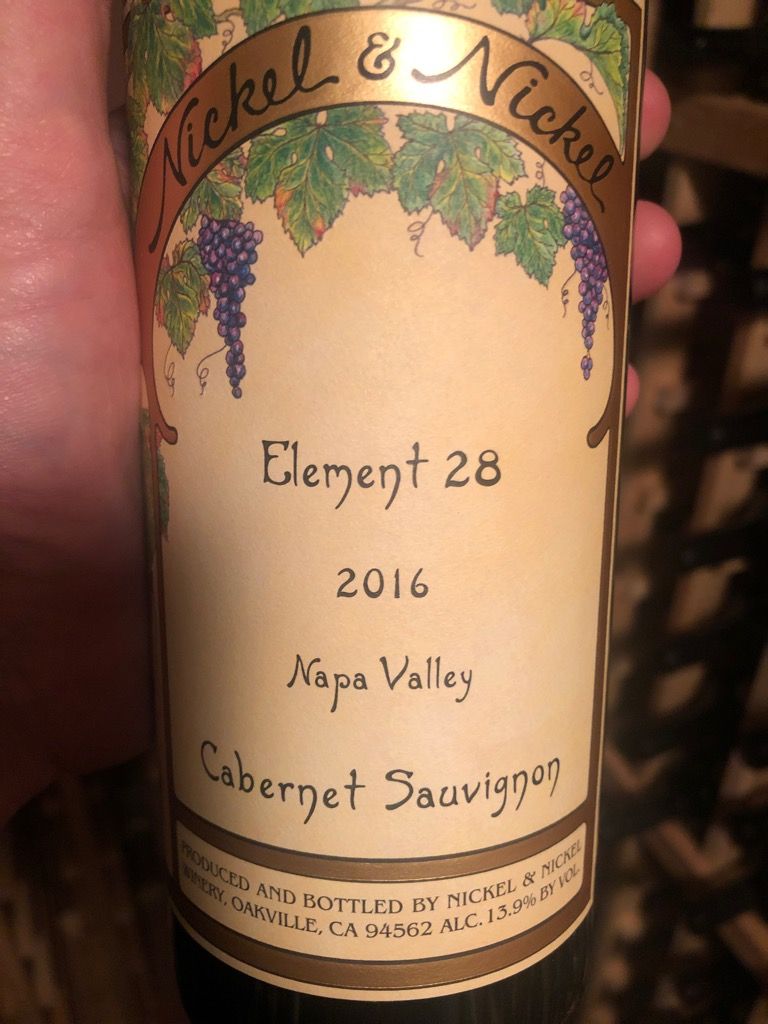 Nickel & Nickel
Element 28
2016
Napa Valley
Cabernet Sauvignon
PRODUCED AND BOTTLED BY NICKEL & NICKEL
WINERY, OAKVILLE, CA 94562 ALC. 13.9% BY VOL.